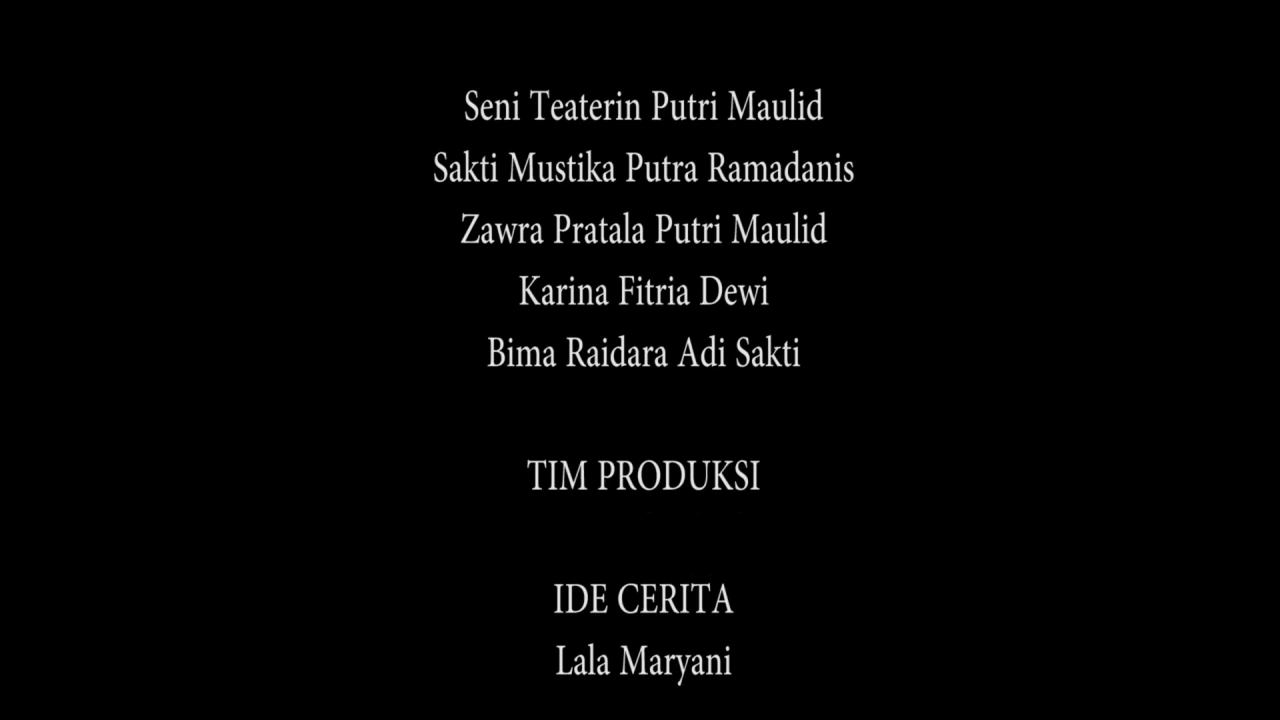 Seni Teaterin Putri Maulid
Sakti Mustika Putra Ramadanis
Zawra Pratala Putri Maulid
Karina Fitria Dewi
Bima Raidara Adi Sakti
TIM PRODUKSI
IDE CERITA
Lala Maryani